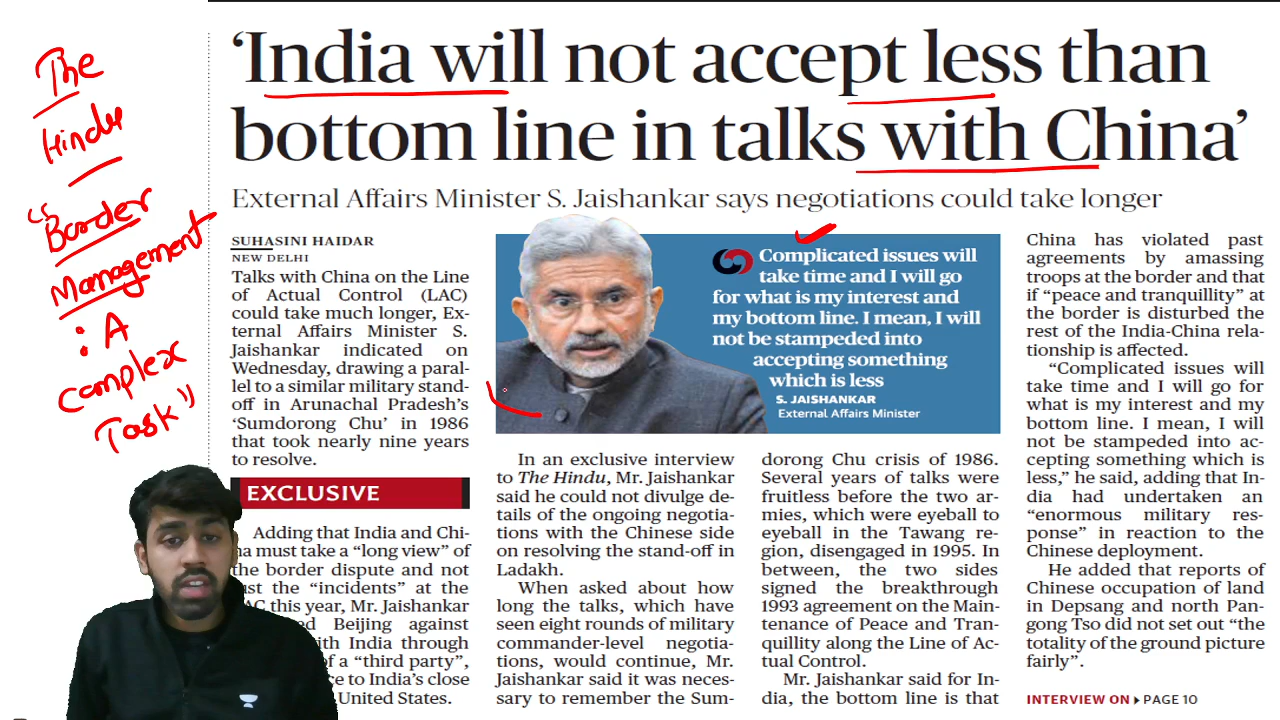 The
Hindu
"Border
Management
: A
Complex
Task"
'India will not accept less than
bottom line in talks with China'
External Affairs Minister S. Jaishankar says negotiations could take longer
SUHASINI HAIDAR
NEW DELHI
Talks with China on the Line
of Actual Control (LAC)
could take much longer, Ex-
ternal Affairs Minister S.
Jaishankar indicated on
Wednesday, drawing a paral-
lel to a similar military stand-
off in Arunachal Pradesh's
'Sumdorong Chu' in 1986
that took nearly nine years
to resolve.
EXCLUSIVE
Adding that India and Chi-
na must take a "long view" of
the border dispute and not
just the "incidents" at the
LAC this year, Mr. Jaishankar
Beijing against
with India through
of a "third party",
to India's close
United States.
Complicated issues will
take time and I will go
for what is my interest and
my bottom line. I mean, I will
not be stampeded into
accepting something
which is less
S. JAISHANKAR
External Affairs Minister
In an exclusive interview
to The Hindu, Mr. Jaishankar
said he could not divulge de-
tails of the ongoing negotia-
tions with the Chinese side
on resolving the stand-off in
Ladakh.
When asked about how
long the talks, which have
seen eight rounds of military
commander-level negotia-
tions, would continue, Mr.
Jaishankar said it was neces-
sary to remember the Sum-
dorong Chu crisis of 1986.
Several years of talks were
fruitless before the two ar-
mies, which were eyeball to
eyeball in the Tawang re-
gion, disengaged in 1995. In
between, the two sides
signed the breakthrough
1993 agreement on the Main-
tenance of Peace and Tran-
quillity along the Line of Ac-
tual Control.
Mr. Jaishankar said for In-
dia, the bottom line is that
China has violated past
agreements by amassing
troops at the border and that
if "peace and tranquillity" at
the border is disturbed the
rest of the India-China rela-
tionship is affected.
"Complicated issues will
take time and I will go for
what is my interest and my
bottom line. I mean, I will
not be stampeded into ac-
cepting something which is
less," he said, adding that In-
dia had undertaken an
"enormous military res-
ponse" in reaction to the
Chinese deployment.
He added that reports of
Chinese occupation of land
in Depsang and north Pan-
gong Tso did not set out "the
totality of the ground picture
fairly".
INTERVIEW ON PAGE 10